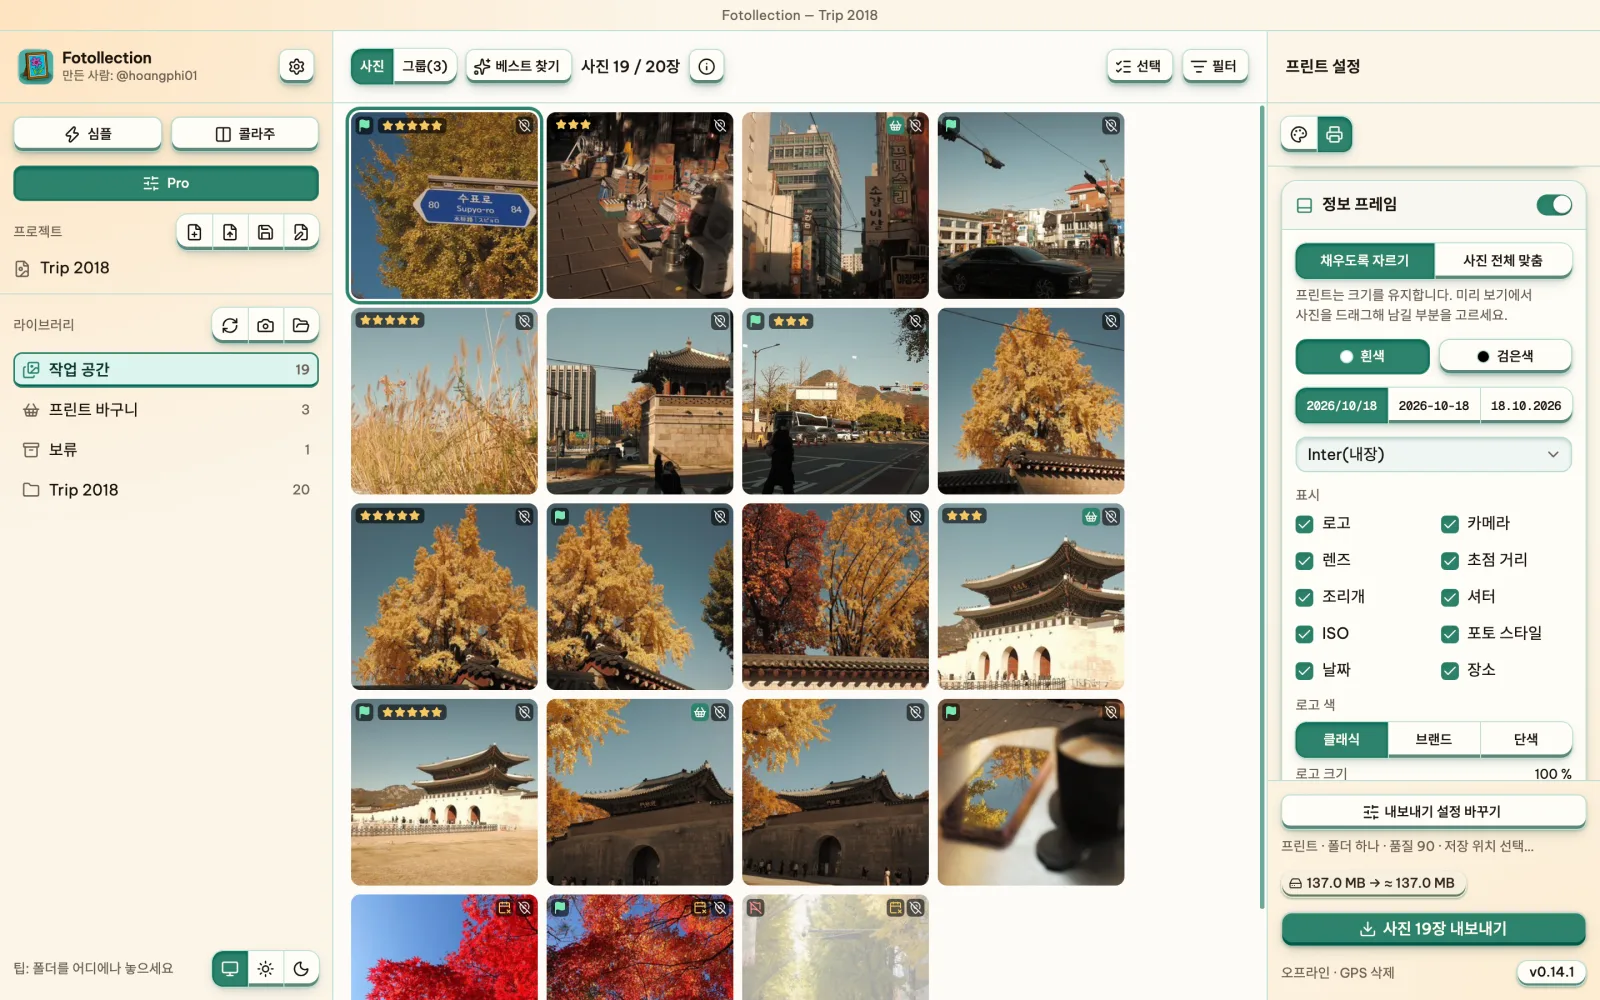 Fotollection — Trip 2018
Fotollection
만든 사람: @hoangphi01
심플
콜라주
Pro
프로젝트
Trip 2018
라이브러리
작업 공간 19
프린트 바구니 3
보류 1
Trip 2018 20
팁: 폴더를 어디에나 놓으세요
사진
그룹(3)
베스트 찾기
사진 19 / 20장
선택
필터
수표로
80 Supyo-ro 84
프린트 설정
정보 프레임
채우도록 자르기
사진 전체 맞춤
프린트는 크기를 유지합니다. 미리 보기에서
사진을 드래그해 남길 부분을 고르세요.
흰색
검은색
2026/10/18
2026-10-18
18.10.2026
Inter(내장)
표시
로고
카메라
렌즈
초점 거리
조리개
셔터
ISO
포토 스타일
날짜
장소
로고 색
클래식
브랜드
단색
로고 크기 100 %
내보내기 설정 바꾸기
프린트 · 폴더 하나 · 품질 90 · 저장 위치 선택...
137.0 MB → ≈ 137.0 MB
사진 19장 내보내기
오프라인 · GPS 삭제
v0.14.1